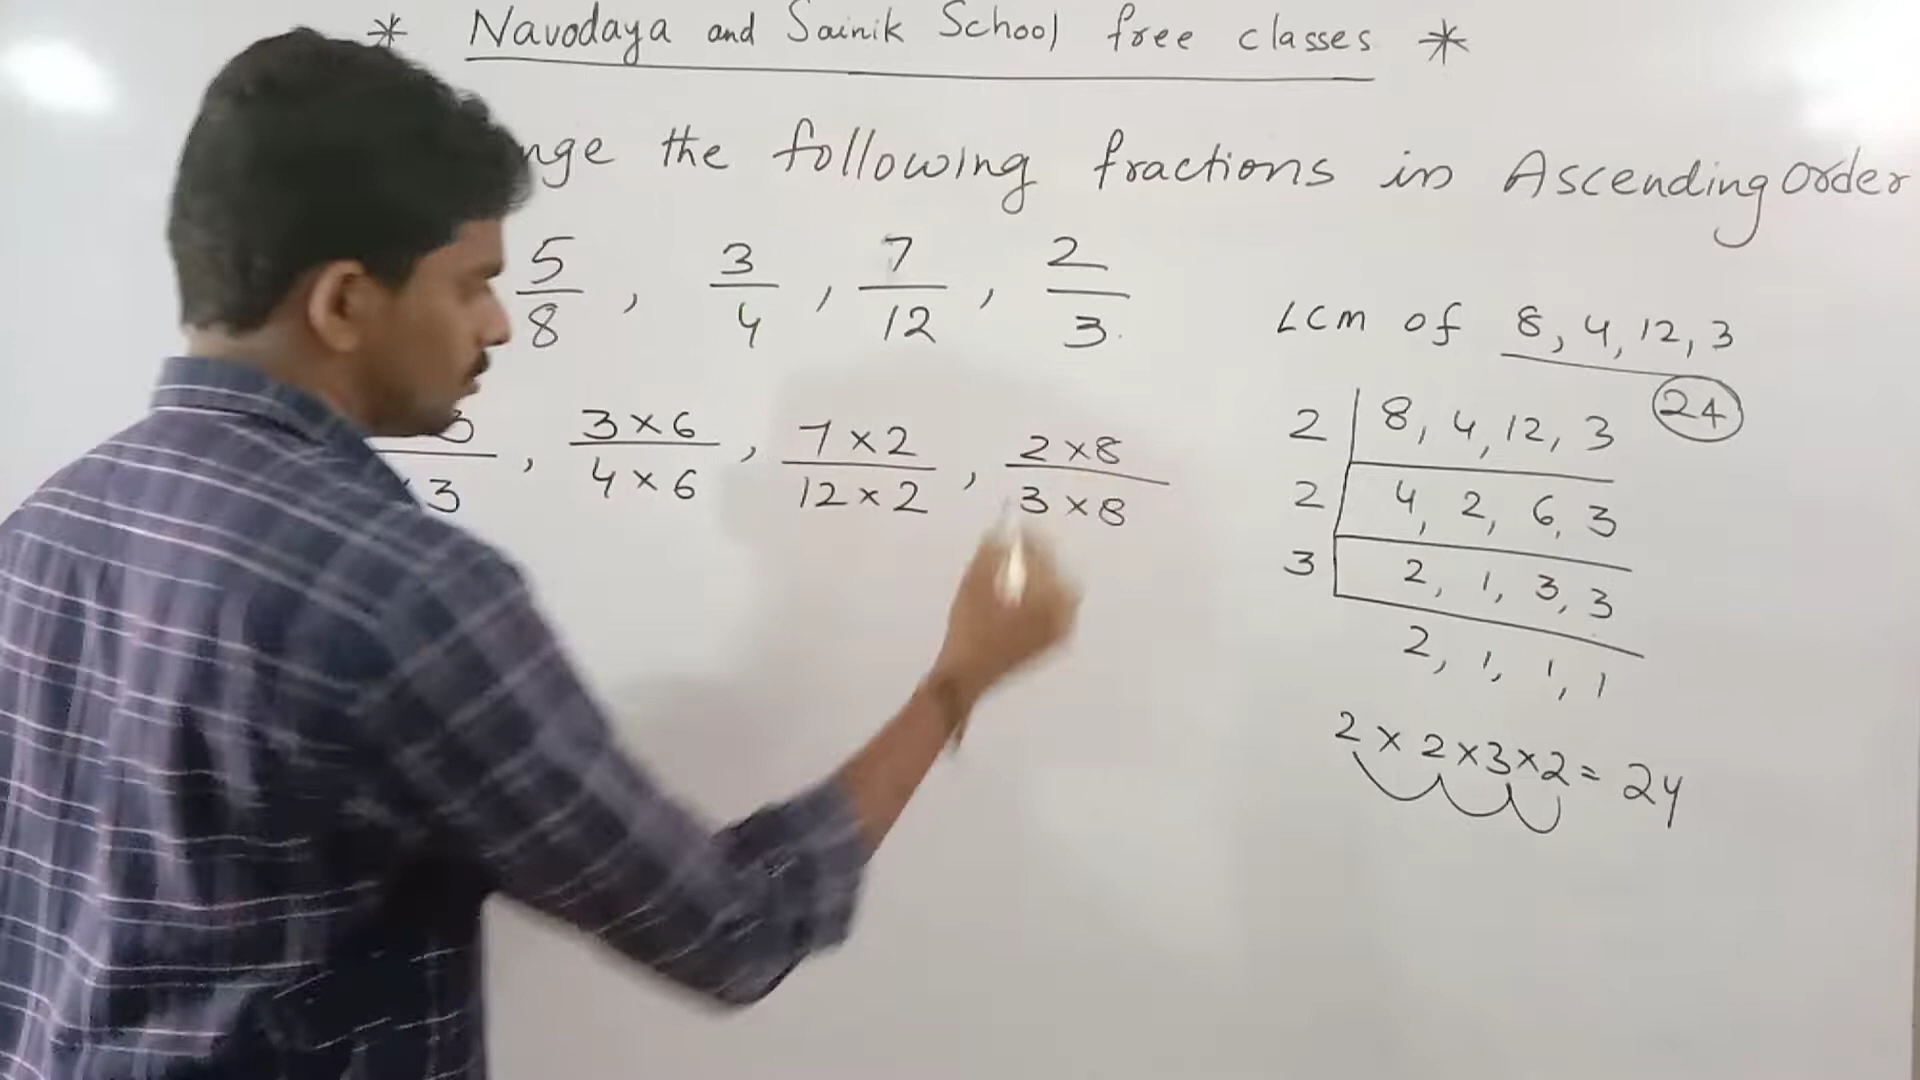 * Navodaya and Sainik School free classes *
nge the following fractions in Ascending order
5/8 , 3/4 , 7/12 , 2/3
LCM of 8, 4, 12, 3
24
3 / 3 , 3 × 6 / 4 × 6 , 7 × 2 / 12 × 2 , 2 × 8 / 3 × 8
2 | 8, 4, 12, 3
2 | 4, 2, 6, 3
3 | 2, 1, 3, 3
2, 1, 1, 1
2 × 2 × 3 × 2 = 24